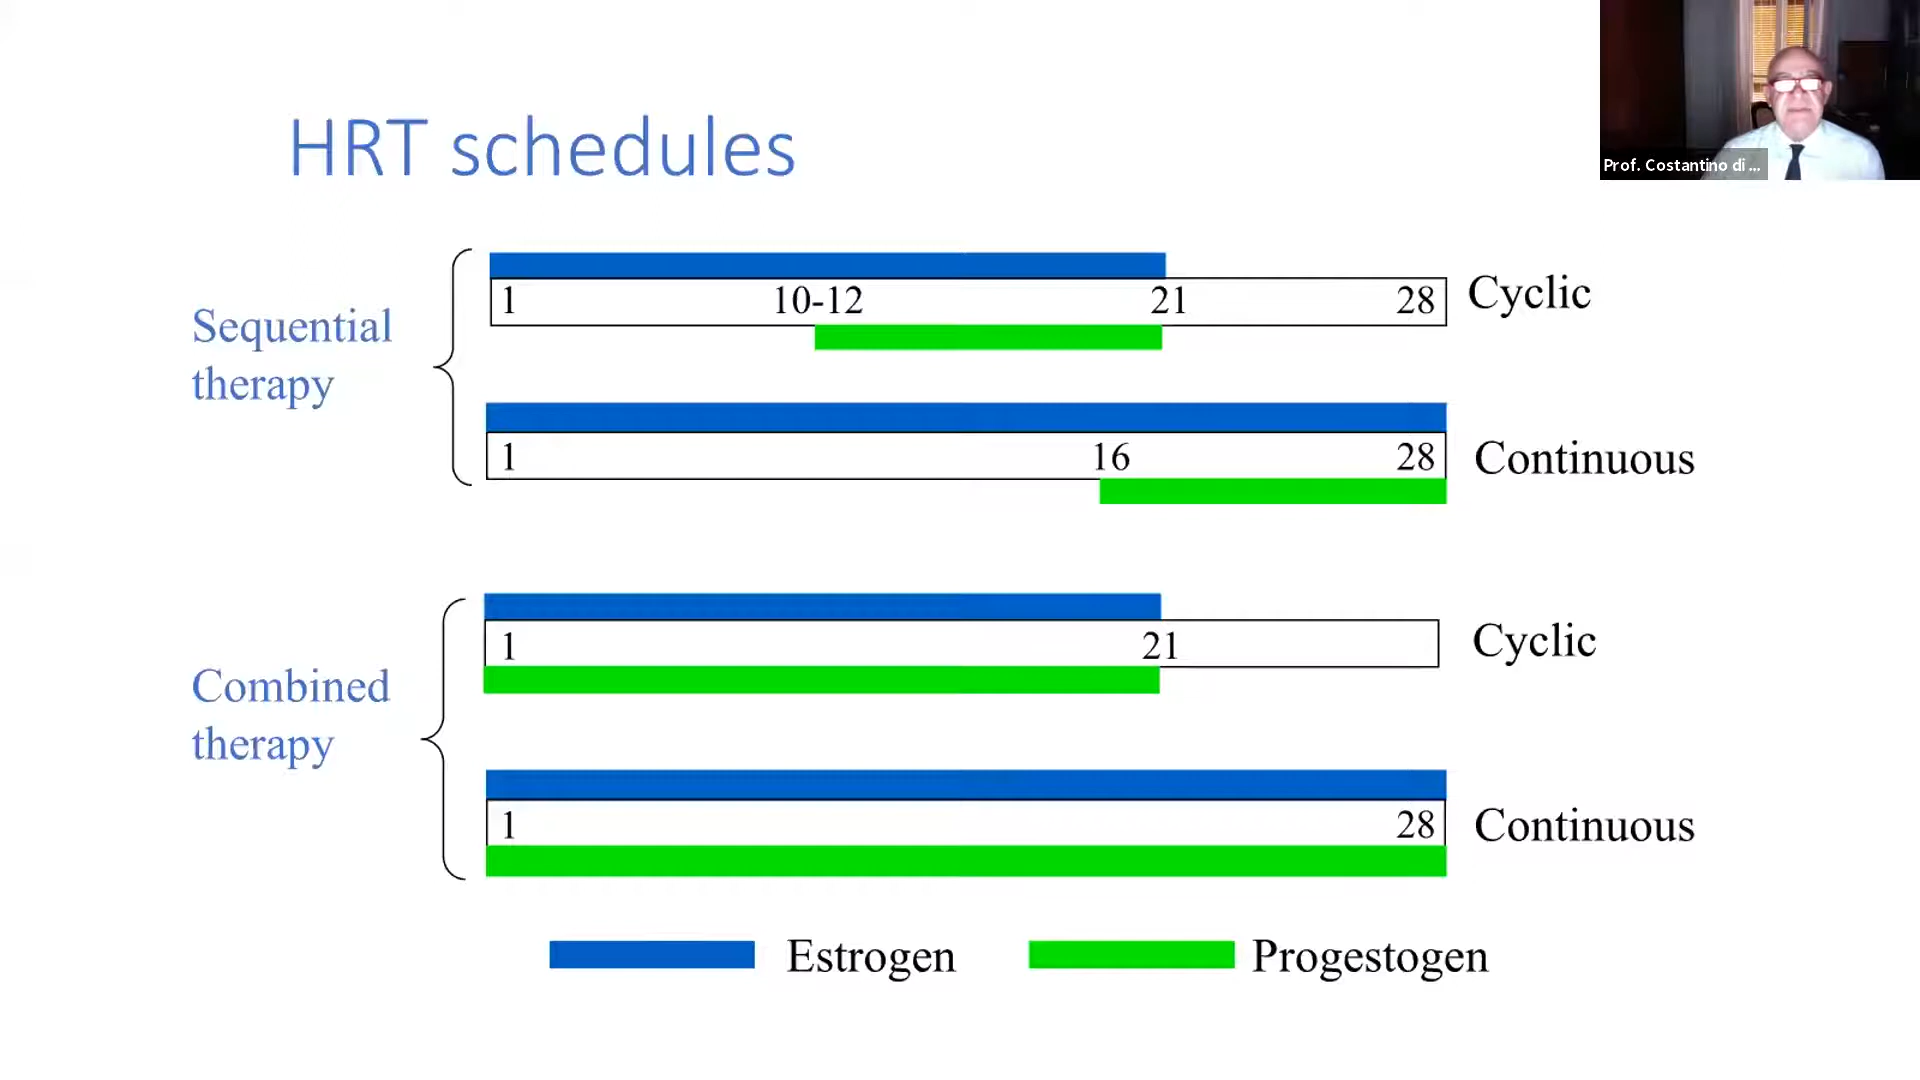 HRT schedules
Prof. Costantino di ...
Sequential
therapy
1 10-12 21 28 Cyclic
1 16 28 Continuous
Combined
therapy
1 21 Cyclic
1 28 Continuous
Estrogen Progestogen